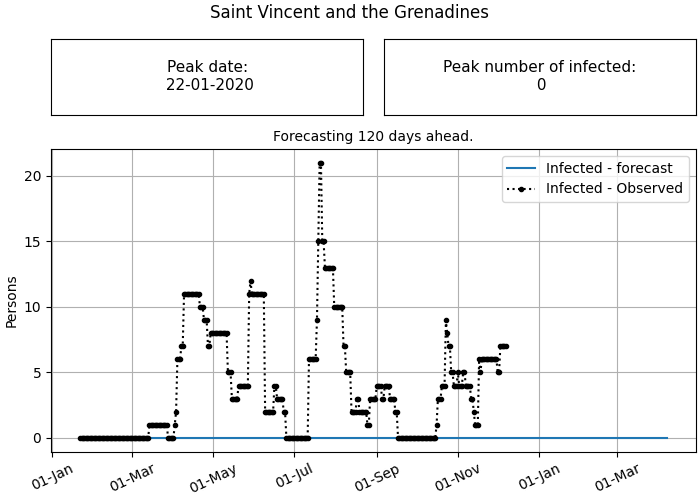 Saint Vincent and the Grenadines
Peak date:
22-01-2020
Peak number of infected:
0
Forecasting 120 days ahead.
Infected - forecast
Infected - Observed
Persons
20
15
10
5
0
01-Jan
01-Mar
01-May
01-Jul
01-Sep
01-Nov
01-Jan
01-Mar